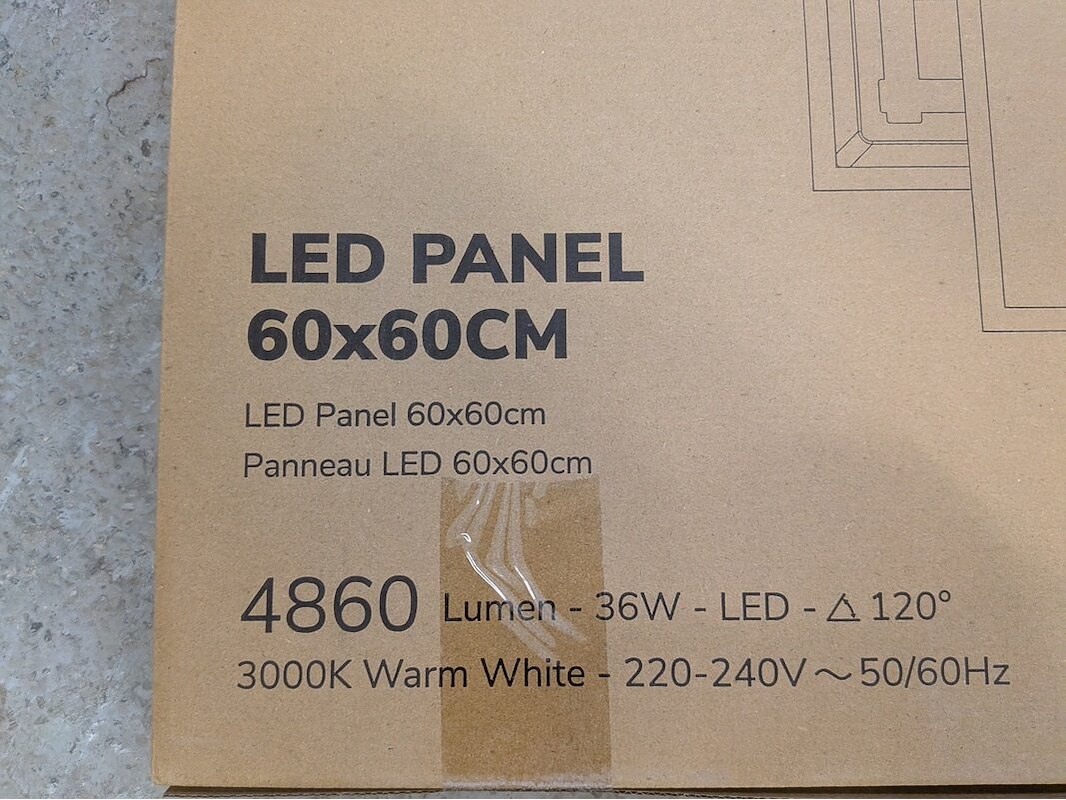 LED PANEL
60x60CM
LED Panel 60x60cm
Panneau LED 60x60cm
4860 Lumen - 36W - LED - 120°
3000K Warm White - 220-240V ~ 50/60Hz